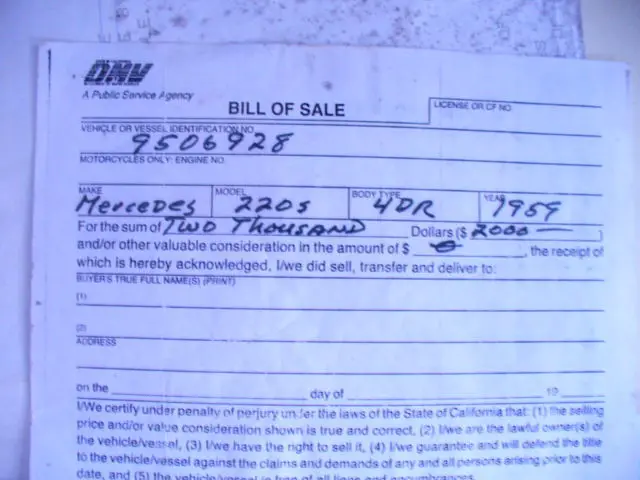 DMV
A Public Service Agency
BILL OF SALE
LICENSE OR CF NO.
VEHICLE OR VESSEL IDENTIFICATION NO.
9506928
MOTORCYCLES ONLY: ENGINE NO.
MAKE MODEL BODY TYPE YEAR
Mercedes 220s 4DR 1959
For the sum of TWO THOUSAND Dollars ($ 2000 — )
and/or other valuable consideration in the amount of $ 0 , the receipt of
which is hereby acknowledged, I/we did sell, transfer and deliver to:
BUYER'S TRUE FULL NAME(S) (PRINT)
(1)
(2)
ADDRESS
on the day of 19
I/We certify under penalty of perjury under the laws of the State of California that: (1) the selling
price and/or value consideration shown is true and correct, (2) I/we are the lawful owner(s) of
the vehicle/vessel, (3) I/we have the right to sell it, (4) I/we guarantee and will defend the title
to the vehicle/vessel against the claims and demands of any and all persons arising prior to this
date, and (5) the vehicle/vessel is free of all liens and encumbrances.